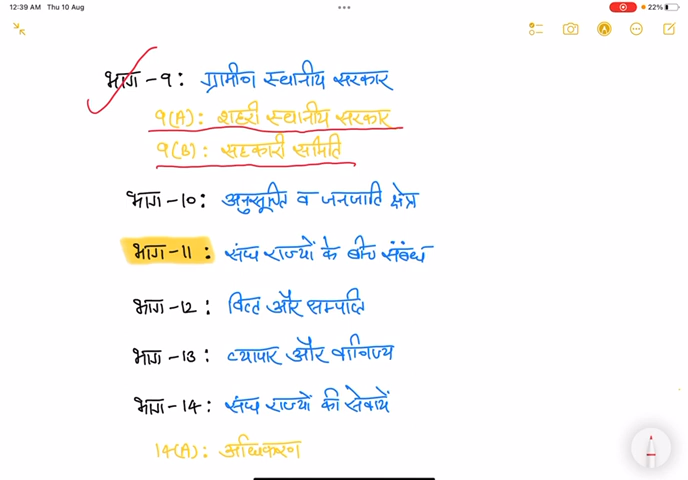 12:39 AM Thu 10 Aug
22%
भाग-9: ग्रामीण स्थानीय सरकार
9(A): शहरी स्थानीय सरकार
9(B): सहकारी समिति
भाग-10: अनुसूचित व जनजाति क्षेत्र
भाग-11: संघ राज्यों के बीच संबंध
भाग-12: वित्त और सम्पत्ति
भाग-13: व्यापार और वाणिज्य
भाग-14: संघ राज्यों की सेवायें
14(A): अधिकरण